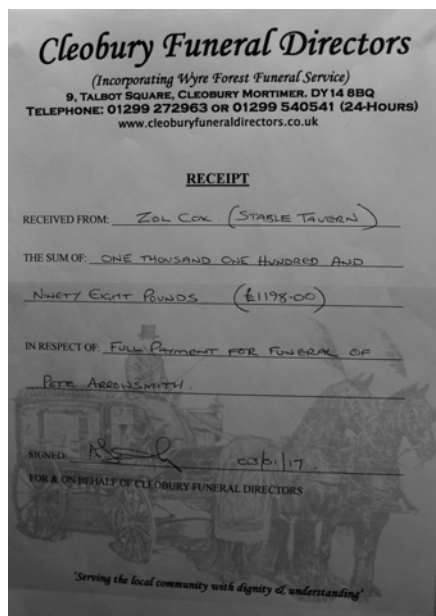 Cleobury Funeral Directors
(Incorporating Wyre Forest Funeral Service)
9, TALBOT SQUARE, CLEOBURY MORTIMER. DY14 8BQ
TELEPHONE: 01299 272963 OR 01299 540541 (24-HOURS)
www.cleoburyfuneraldirectors.co.uk
RECEIPT
RECEIVED FROM: ZOL COX. (STABLE TAVERN)
THE SUM OF: ONE THOUSAND ONE HUNDRED AND
NINETY EIGHT POUNDS (£1198-00)
IN RESPECT OF: FULL PAYMENT FOR FUNERAL OF
PETE ARROWSMITH.
SIGNED: 03/01/17
FOR & ON BEHALF OF CLEOBURY FUNERAL DIRECTORS
'Serving the local community with dignity & understanding'